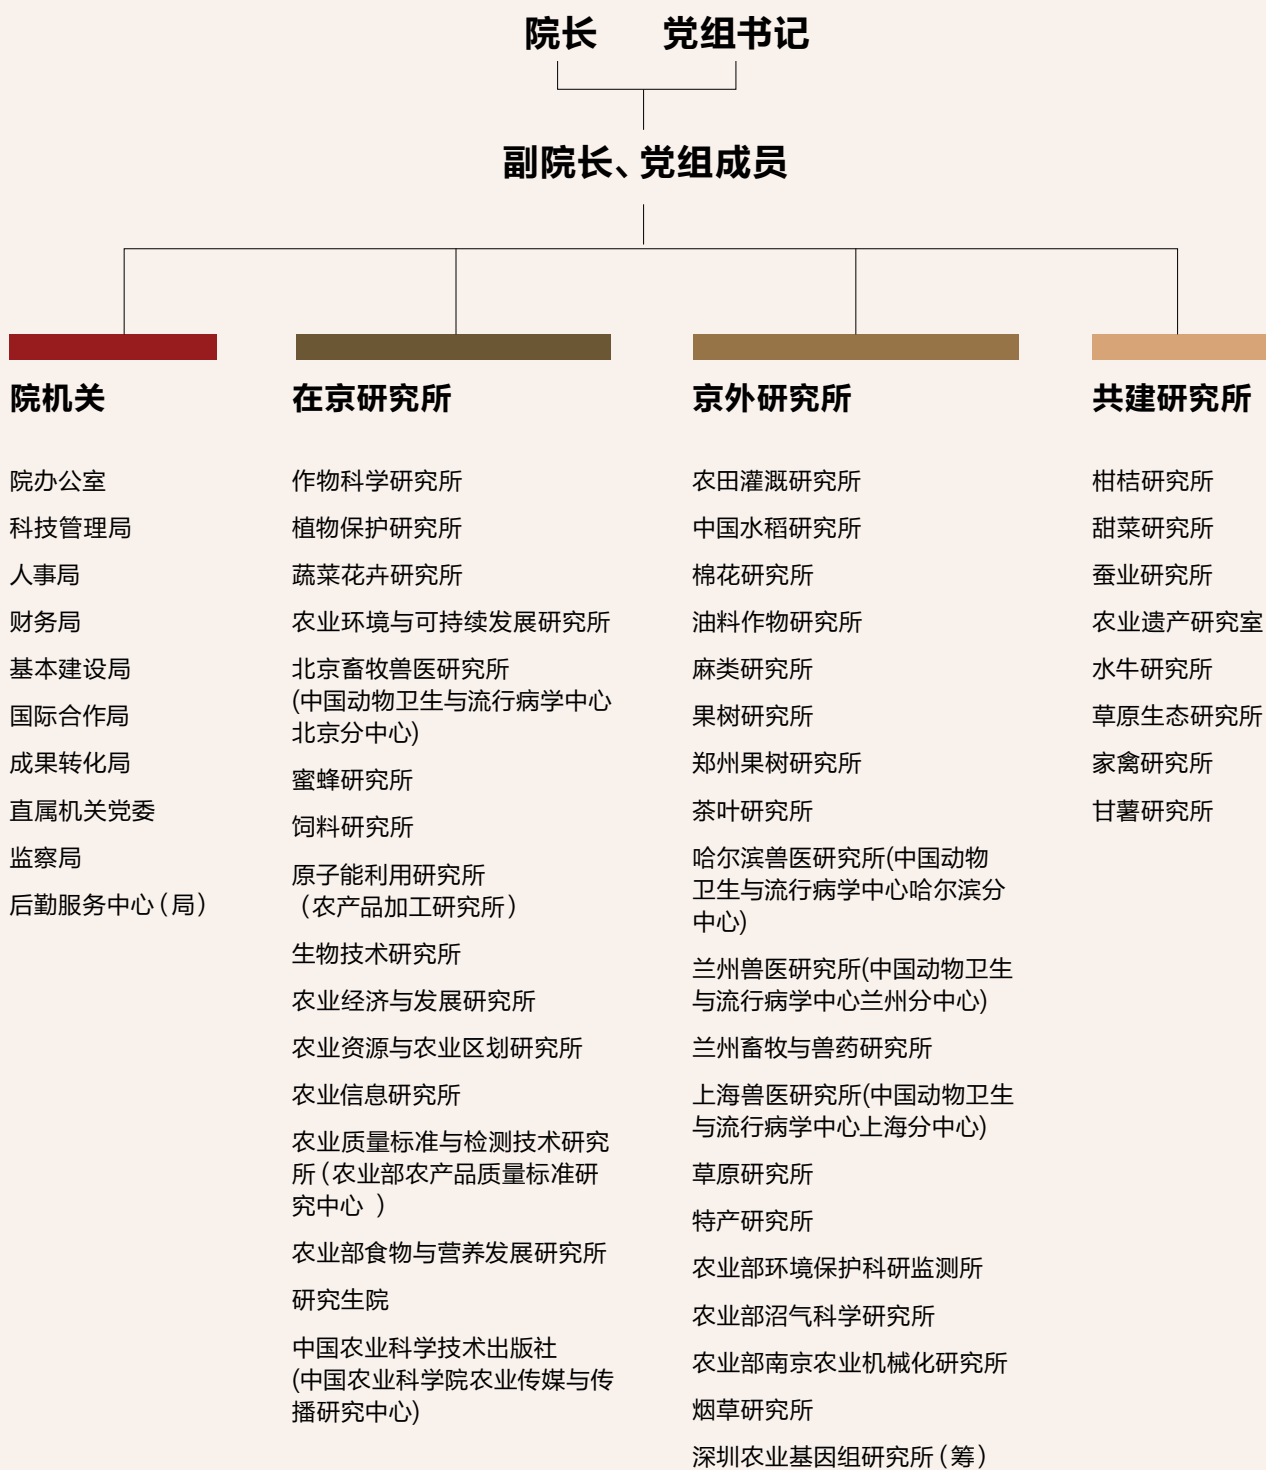 院长 党组书记
副院长、党组成员
院机关
院办公室
科技管理局
人事局
财务局
基本建设局
国际合作局
成果转化局
直属机关党委
监察局
后勤服务中心（局）
在京研究所
作物科学研究所
植物保护研究所
蔬菜花卉研究所
农业环境与可持续发展研究所
北京畜牧兽医研究所
(中国动物卫生与流行病学中心
北京分中心)
蜜蜂研究所
饲料研究所
原子能利用研究所
（农产品加工研究所）
生物技术研究所
农业经济与发展研究所
农业资源与农业区划研究所
农业信息研究所
农业质量标准与检测技术研究
所（农业部农产品质量标准研
究中心 ）
农业部食物与营养发展研究所
研究生院
中国农业科学技术出版社
(中国农业科学院农业传媒与传
播研究中心)
京外研究所
农田灌溉研究所
中国水稻研究所
棉花研究所
油料作物研究所
麻类研究所
果树研究所
郑州果树研究所
茶叶研究所
哈尔滨兽医研究所(中国动物
卫生与流行病学中心哈尔滨分
中心)
兰州兽医研究所(中国动物卫生
与流行病学中心兰州分中心)
兰州畜牧与兽药研究所
上海兽医研究所(中国动物卫生
与流行病学中心上海分中心)
草原研究所
特产研究所
农业部环境保护科研监测所
农业部沼气科学研究所
农业部南京农业机械化研究所
烟草研究所
深圳农业基因组研究所（筹）
共建研究所
柑桔研究所
甜菜研究所
蚕业研究所
农业遗产研究室
水牛研究所
草原生态研究所
家禽研究所
甘薯研究所